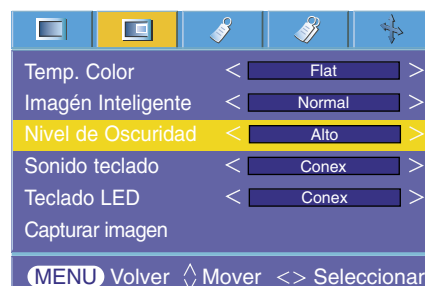 Temp. Color < Flat >
Imagén Inteligente < Normal >
Nivel de Oscuridad < Alto >
Sonido teclado < Conex >
Teclado LED < Conex >
Capturar imagen
MENU Volver Mover <> Seleccionar